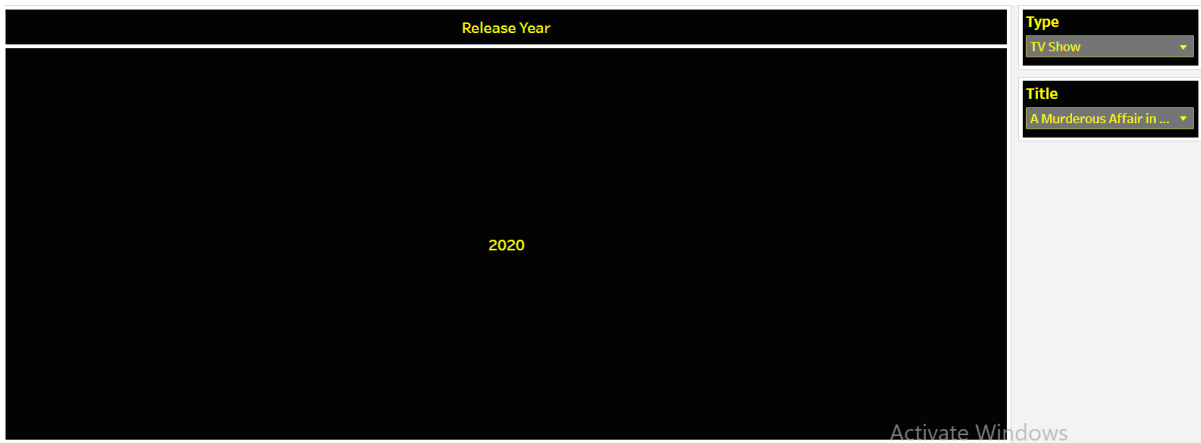 Release Year
2020
Type
TV Show
Title
A Murderous Affair in ...
Activate Windows